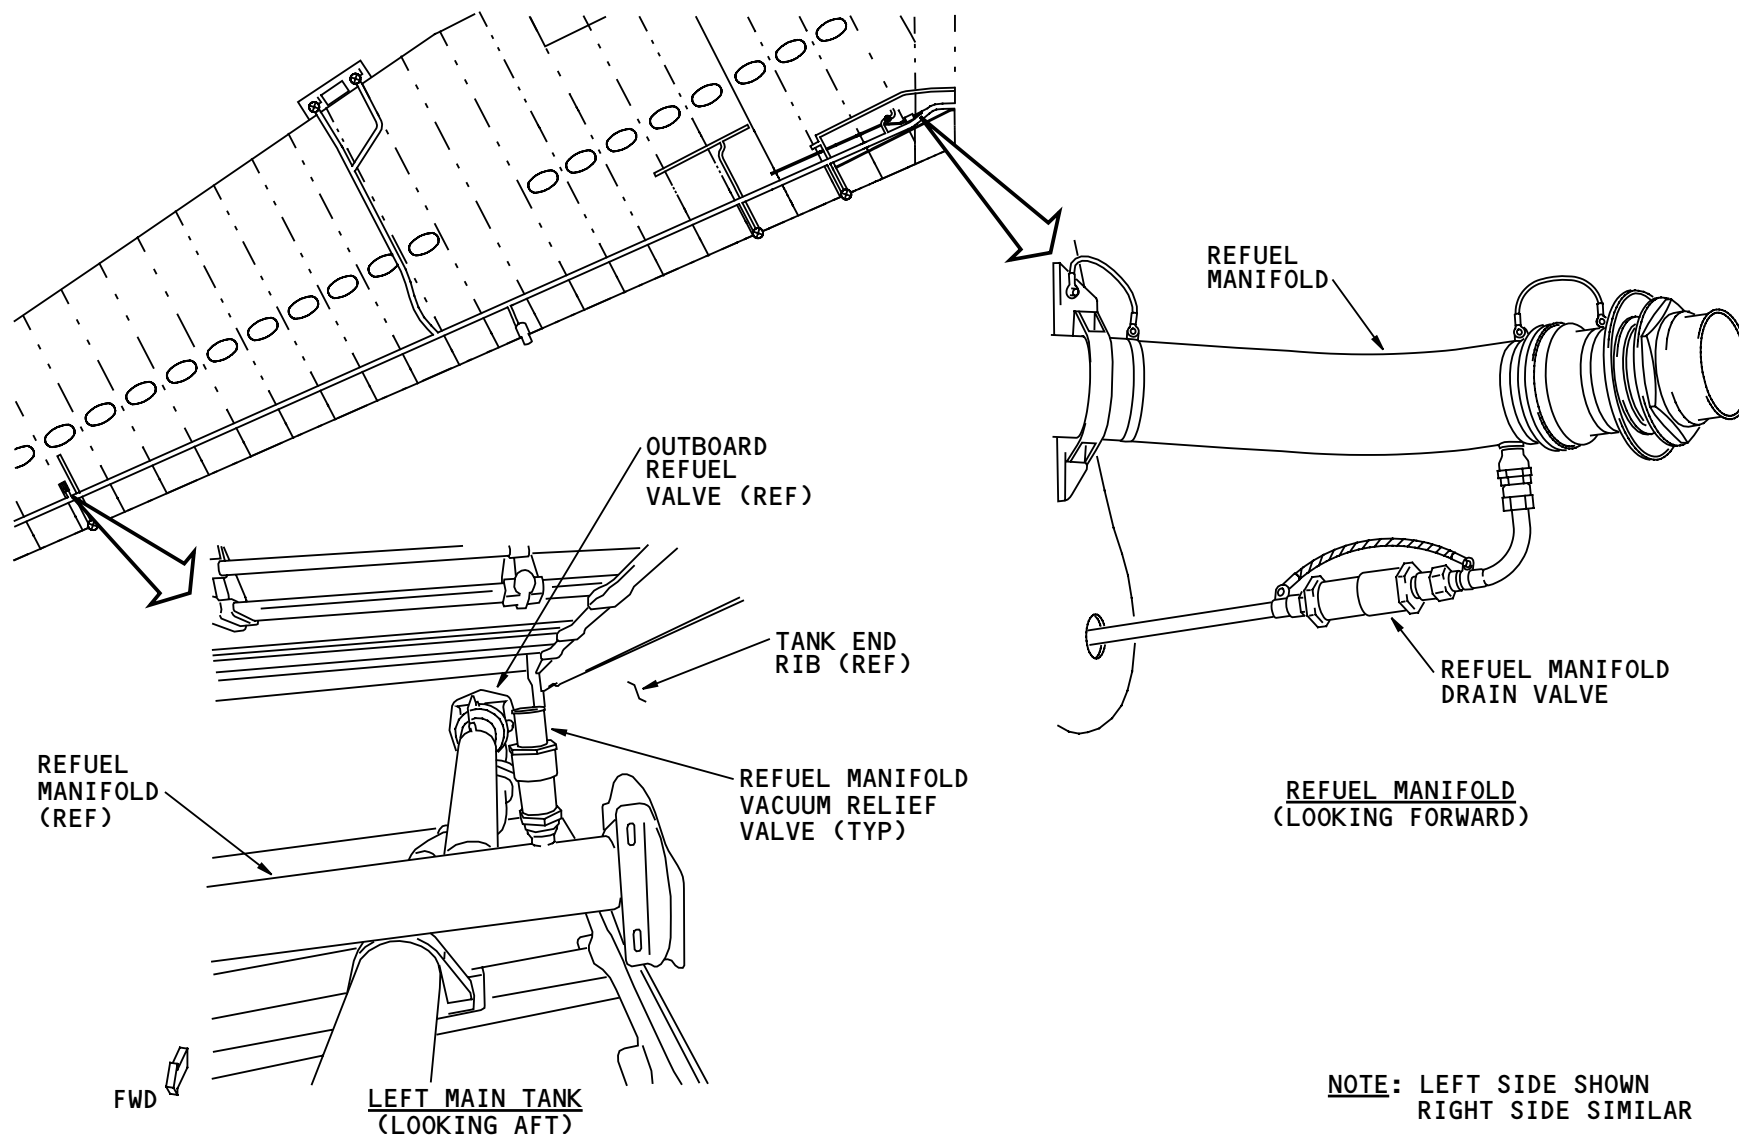 REFUEL
MANIFOLD
OUTBOARD
REFUEL
VALVE (REF)
TANK END
RIB (REF)
REFUEL MANIFOLD
DRAIN VALVE
REFUEL
MANIFOLD
(REF)
REFUEL MANIFOLD
VACUUM RELIEF
VALVE (TYP)
REFUEL MANIFOLD
(LOOKING FORWARD)
FWD
LEFT MAIN TANK
(LOOKING AFT)
NOTE: LEFT SIDE SHOWN
RIGHT SIDE SIMILAR